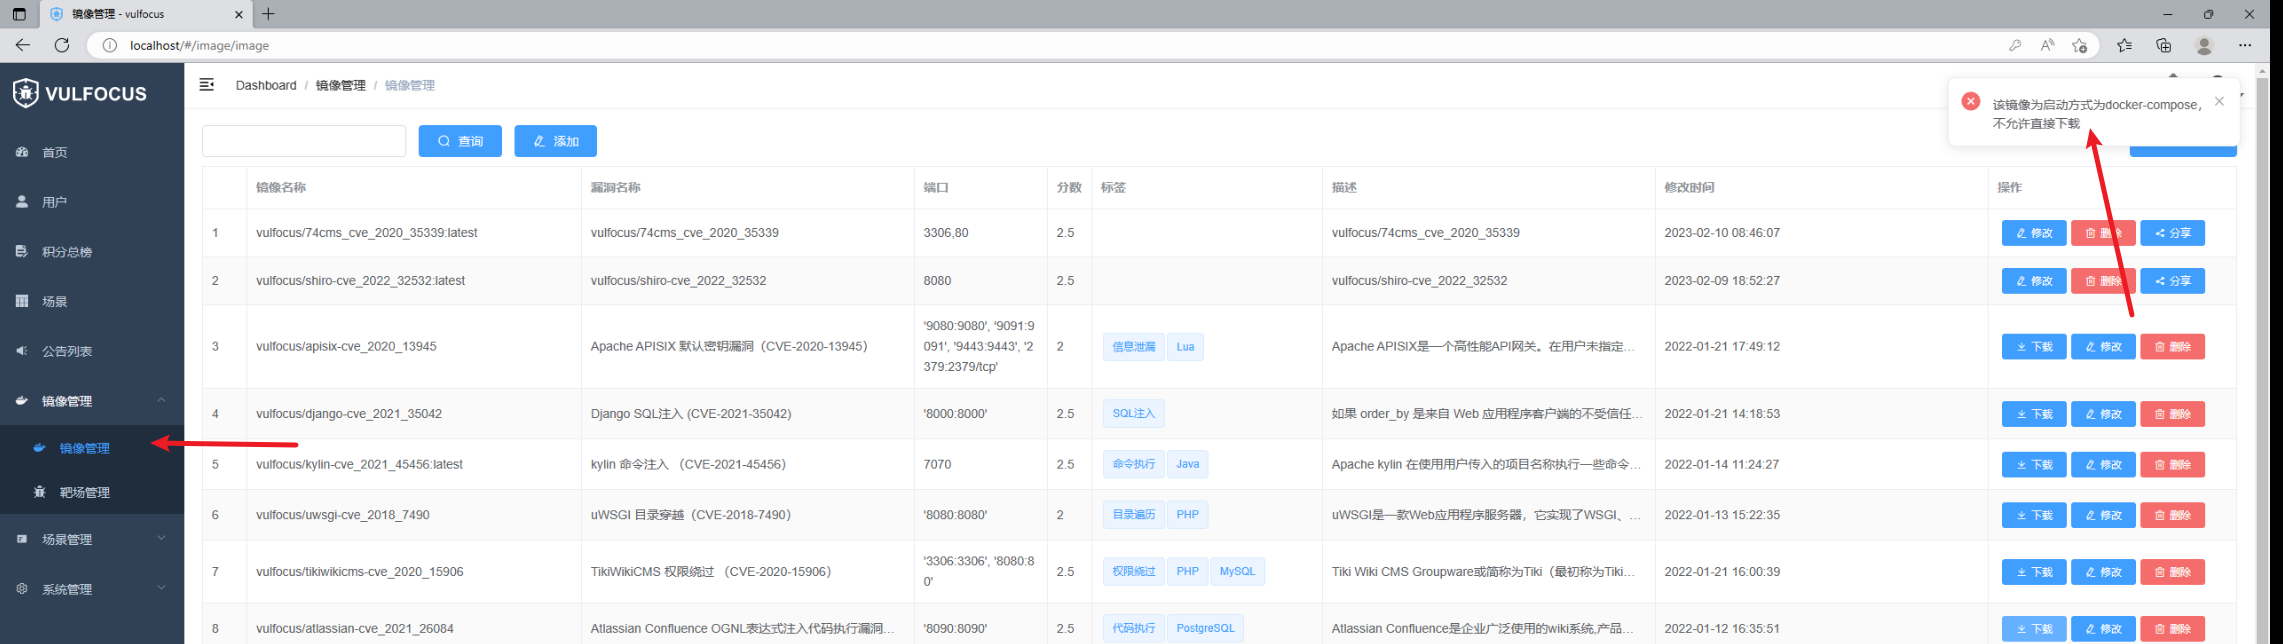 镜像管理 - vulfocus
localhost/#/image/image
VULFOCUS
首页
用户
积分总榜
场景
公告列表
镜像管理
镜像管理
靶场管理
场景管理
系统管理
Dashboard / 镜像管理 / 镜像管理
该镜像为启动方式为docker-compose，
不允许直接下载
查询 添加
镜像名称 漏洞名称 端口 分数 标签 描述 修改时间 操作
1 vulfocus/74cms_cve_2020_35339:latest vulfocus/74cms_cve_2020_35339 3306,80 2.5 vulfocus/74cms_cve_2020_35339 2023-02-10 08:46:07 修改 删除 分享
2 vulfocus/shiro-cve_2022_32532:latest vulfocus/shiro-cve_2022_32532 8080 2.5 vulfocus/shiro-cve_2022_32532 2023-02-09 18:52:27 修改 删除 分享
3 vulfocus/apisix-cve_2020_13945 Apache APISIX 默认密钥漏洞（CVE-2020-13945） '9080:9080', '9091:9
091', '9443:9443', '2
379:2379/tcp' 2 信息泄漏 Lua Apache APISIX是一个高性能API网关。在用户未指定... 2022-01-21 17:49:12 下载 修改 删除
4 vulfocus/django-cve_2021_35042 Django SQL注入 (CVE-2021-35042) '8000:8000' 2.5 SQL注入 如果 order_by 是来自 Web 应用程序客户端的不受信任... 2022-01-21 14:18:53 下载 修改 删除
5 vulfocus/kylin-cve_2021_45456:latest kylin 命令注入 （CVE-2021-45456） 7070 2.5 命令执行 Java Apache kylin 在使用用户传入的项目名称执行一些命令... 2022-01-14 11:24:27 下载 修改 删除
6 vulfocus/uwsgi-cve_2018_7490 uWSGI 目录穿越（CVE-2018-7490） '8080:8080' 2 目录遍历 PHP uWSGI是一款Web应用程序服务器，它实现了WSGI、... 2022-01-13 15:22:35 下载 修改 删除
7 vulfocus/tikiwikicms-cve_2020_15906 TikiWikiCMS 权限绕过 （CVE-2020-15906） '3306:3306', '8080:8
0' 2.5 权限绕过 PHP MySQL Tiki Wiki CMS Groupware或简称为Tiki（最初称为Tiki... 2022-01-21 16:00:39 下载 修改 删除
8 vulfocus/atlassian-cve_2021_26084 Atlassian Confluence OGNL表达式注入代码执行漏洞... '8090:8090' 2.5 代码执行 PostgreSQL Atlassian Confluence是企业广泛使用的wiki系统,产品... 2022-01-12 16:35:51 下载 修改 删除